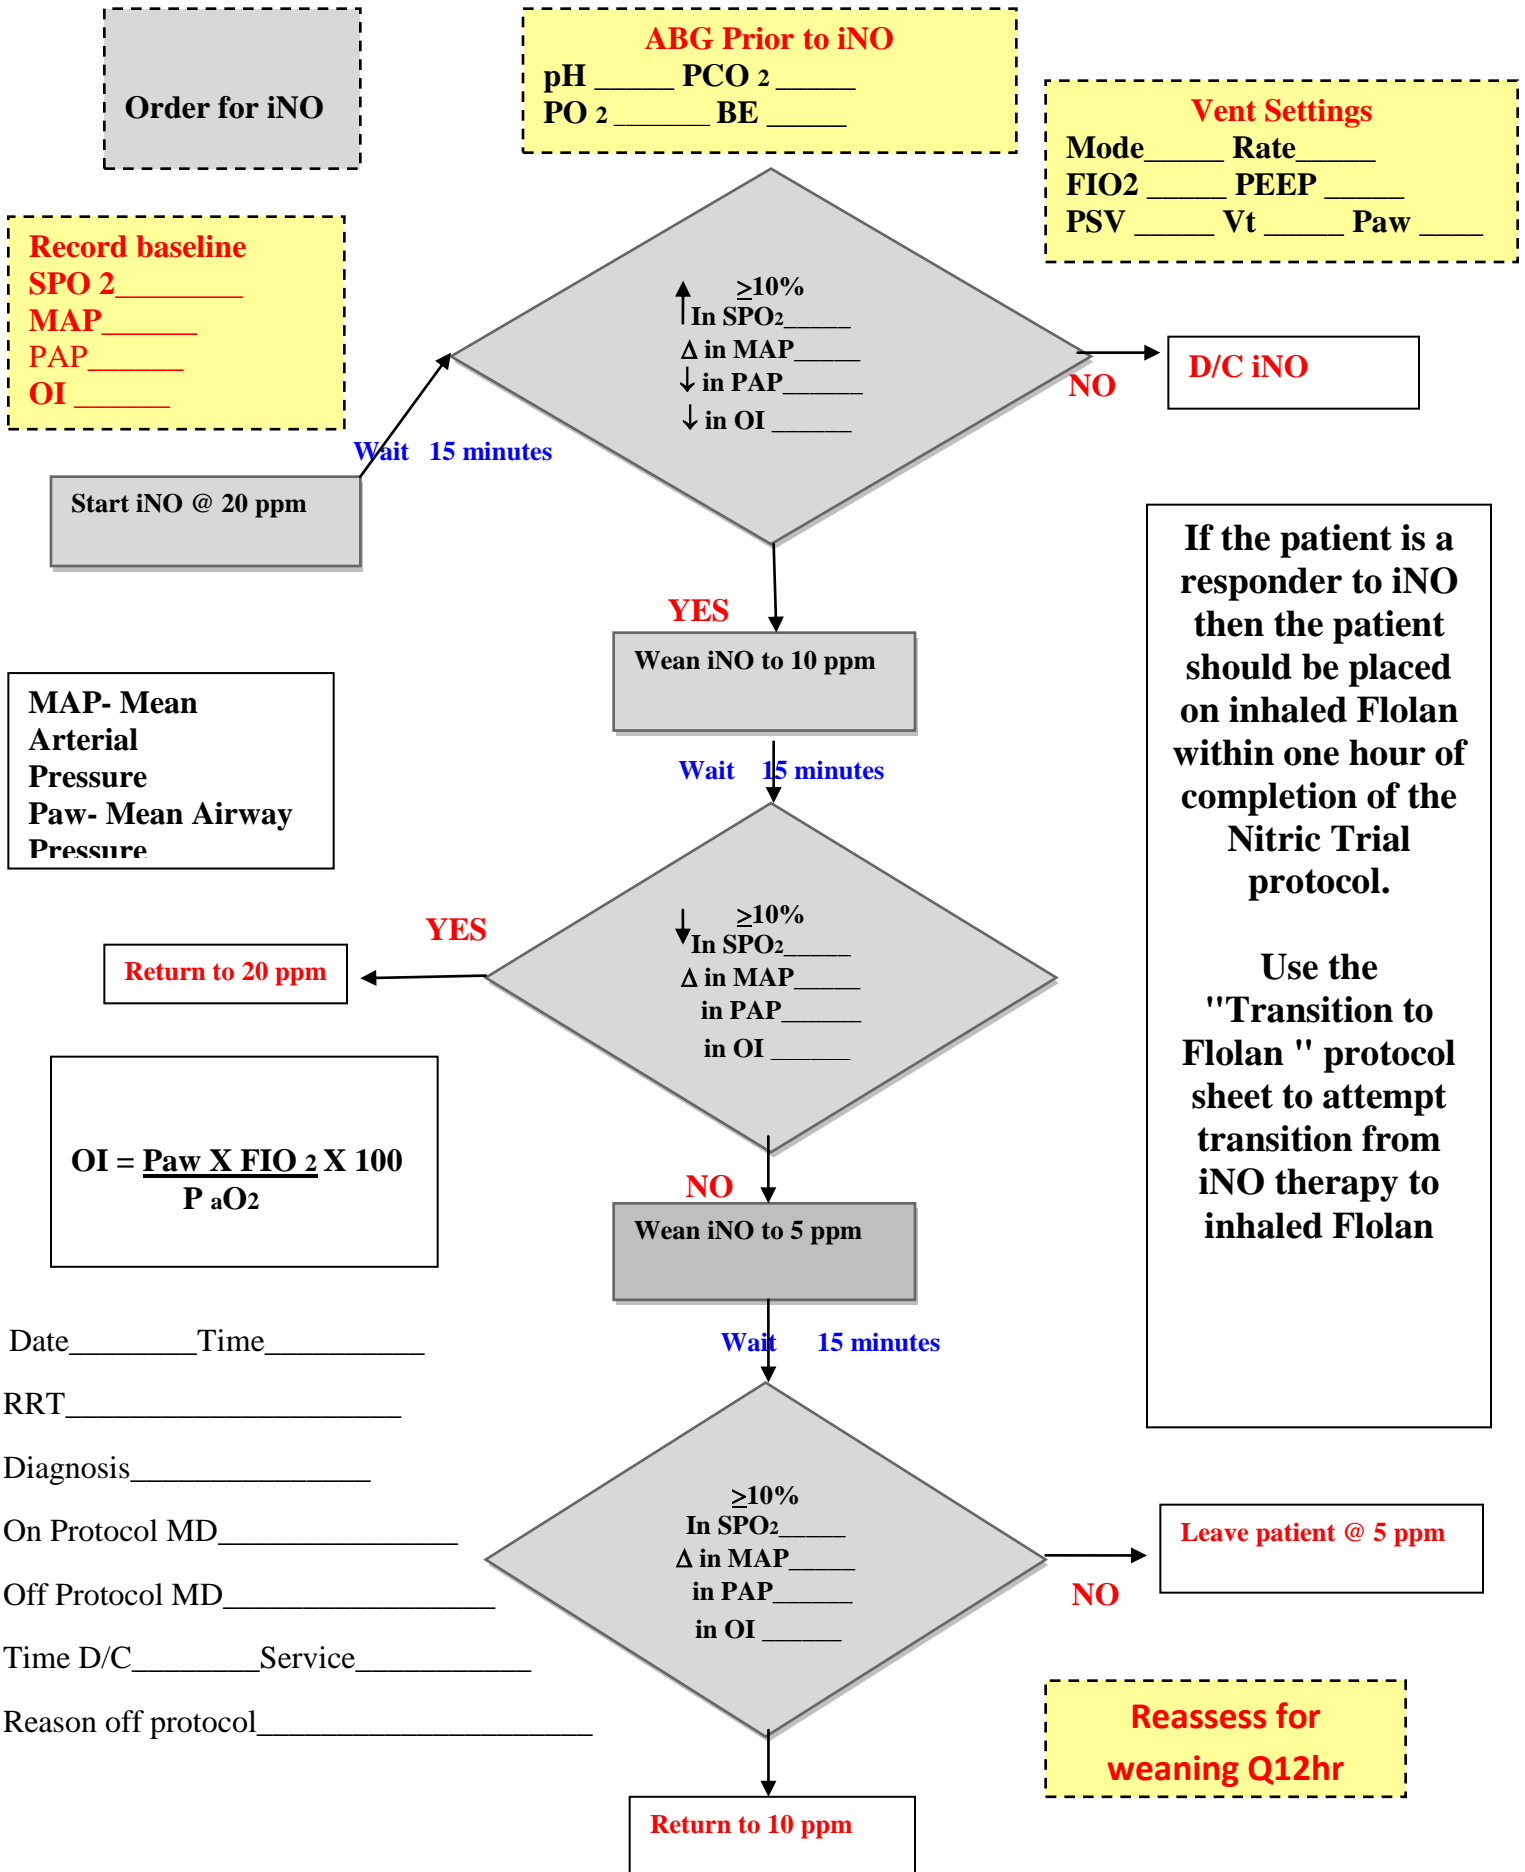 Order for iNO
ABG Prior to iNO
pH _____ PCO 2 _____
PO 2 ______ BE _____
Vent Settings
Mode_____ Rate_____
FIO2 _____ PEEP _____
PSV _____ Vt _____ Paw ____
Record baseline
SPO 2________
MAP______
PAP______
OI ______
↑ ≥10%
In SPO2_____
Δ in MAP_____
↓ in PAP______
↓ in OI ______
NO
D/C iNO
Wait 15 minutes
Start iNO @ 20 ppm
YES
Wean iNO to 10 ppm
Wait 15 minutes
If the patient is a
responder to iNO
then the patient
should be placed
on inhaled Flolan
within one hour of
completion of the
Nitric Trial
protocol.
Use the
"Transition to
Flolan " protocol
sheet to attempt
transition from
iNO therapy to
inhaled Flolan
MAP- Mean
Arterial
Pressure
Paw- Mean Airway
Pressure
↓ ≥10%
In SPO2_____
Δ in MAP_____
in PAP______
in OI ______
YES
Return to 20 ppm
OI = Paw X FIO 2 X 100
P aO2
NO
Wean iNO to 5 ppm
Wait 15 minutes
Date________Time__________
RRT_____________________
Diagnosis_______________
On Protocol MD_______________
Off Protocol MD_________________
Time D/C________Service___________
Reason off protocol_____________________
≥10%
In SPO2_____
Δ in MAP_____
in PAP______
in OI ______
NO
Leave patient @ 5 ppm
Reassess for
weaning Q12hr
Return to 10 ppm